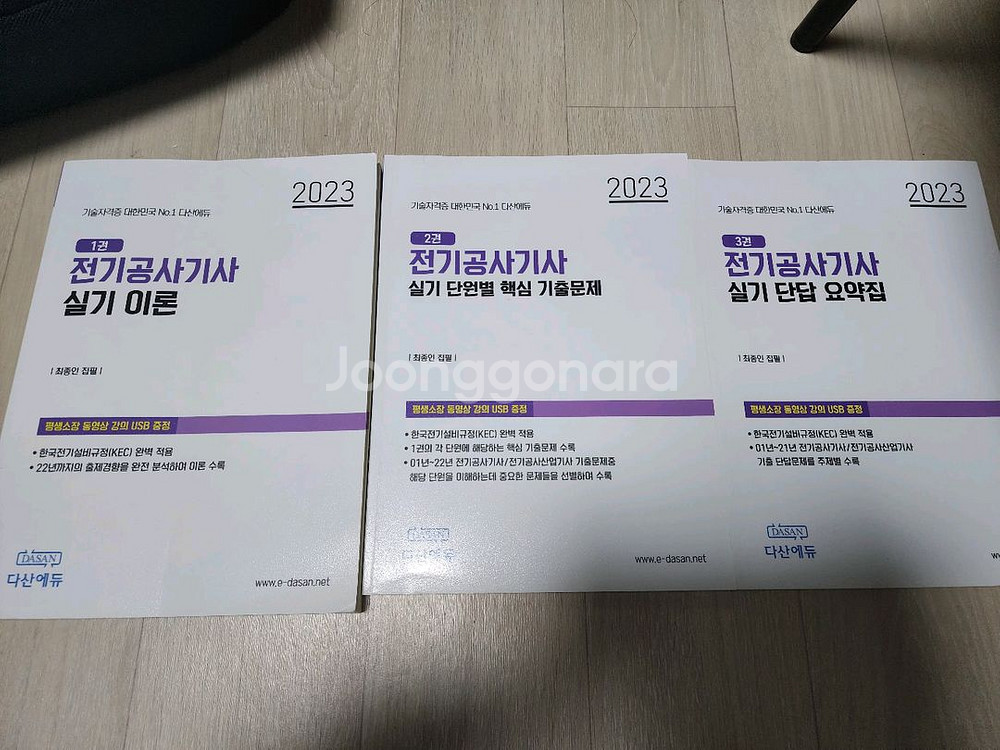 2023
기술자격증 대한민국 No.1 다산에듀
1권
전기공사기사
실기 이론
| 최종인 집필 |
평생소장 동영상 강의 USB 증정
• 한국전기설비규정(KEC) 완벽 적용
• 22년까지의 출제경향을 완전 분석하여 이론 수록
DASAN
다산에듀
www.e-dasan.net
2023
기술자격증 대한민국 No.1 다산에듀
2권
전기공사기사
실기 단원별 핵심 기출문제
| 최종인 집필 |
평생소장 동영상 강의 USB 증정
• 한국전기설비규정(KEC) 완벽 적용
• 1권의 각 단원에 해당하는 핵심 기출문제 수록
• 01년~22년 전기공사기사/전기공사산업기사 기출문제중
해당 단원을 이해하는데 중요한 문제들을 선별하여 수록
DASAN
다산에듀
www.e-dasan.net
2023
기술자격증 대한민국 No.1 다산에듀
3권
전기공사기사
실기 단답 요약집
| 최종인 집필 |
평생소장 동영상 강의 USB 증정
• 한국전기설비규정(KEC) 완벽 적용
• 01년~21년 전기공사기사/전기공사산업기사
기출 단답문제를 주제별 수록
DASAN
다산에듀
Joonggonara